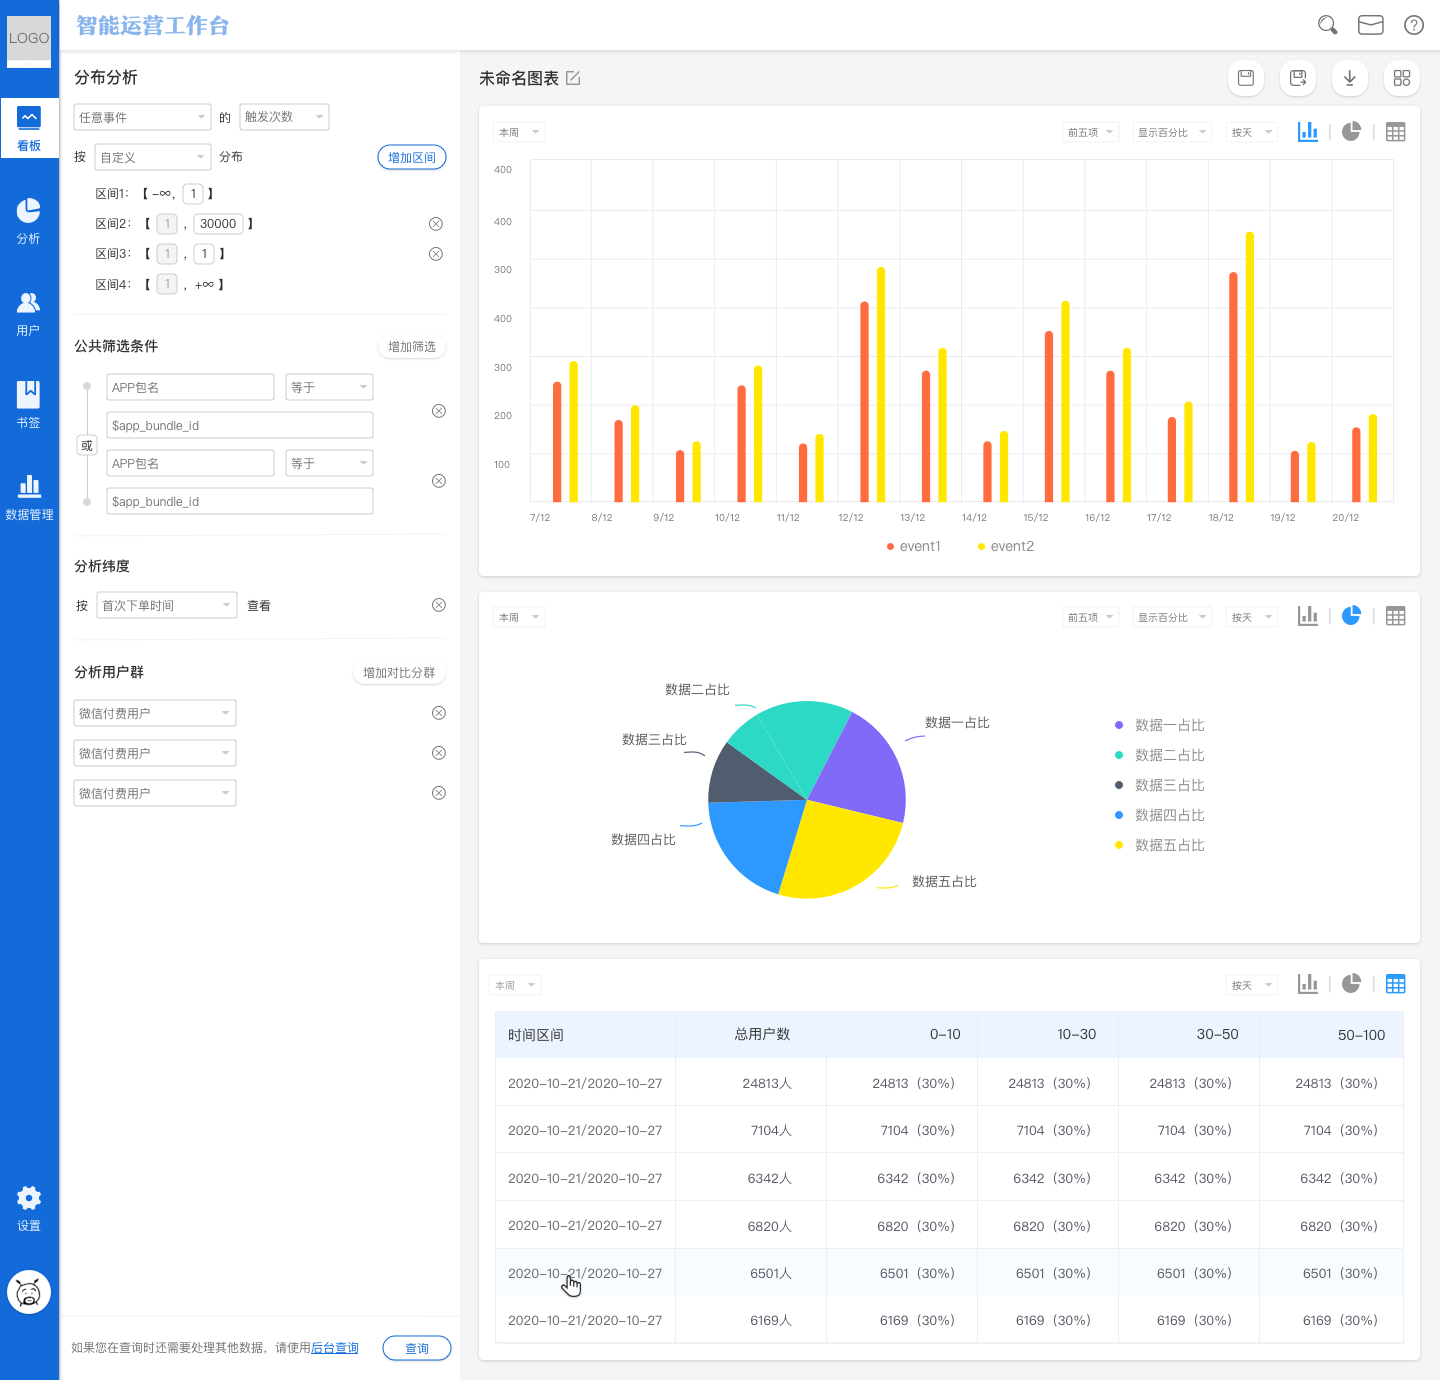 LOGO
智能运营工作台
看板
分析
用户
书签
数据管理
设置
分布分析
任意事件 的 触发次数
按 自定义 分布 增加区间
区间1：【 -∞， 1 】
区间2：【 1 ， 30000 】
区间3：【 1 ， 1 】
区间4：【 1 ， +∞ 】
公共筛选条件 增加筛选
APP包名 等于
$app_bundle_id
或
APP包名 等于
$app_bundle_id
分析纬度
按 首次下单时间 查看
分析用户群 增加对比分群
微信付费用户
微信付费用户
微信付费用户
如果您在查询时还需要处理其他数据，请使用后台查询 查询
未命名图表
本周 前五项 显示百分比 按天
400
400
300
400
300
200
100
7/12 8/12 9/12 10/12 11/12 12/12 13/12 14/12 15/12 16/12 17/12 18/12 19/12 20/12
event1 event2
本周 前五项 显示百分比 按天
数据二占比
数据一占比
数据三占比
数据四占比
数据五占比
数据一占比
数据二占比
数据三占比
数据四占比
数据五占比
本周 按天
时间区间 总用户数 0-10 10-30 30-50 50-100
2020-10-21/2020-10-27 24813人 24813（30%） 24813（30%） 24813（30%） 24813（30%）
2020-10-21/2020-10-27 7104人 7104（30%） 7104（30%） 7104（30%） 7104（30%）
2020-10-21/2020-10-27 6342人 6342（30%） 6342（30%） 6342（30%） 6342（30%）
2020-10-21/2020-10-27 6820人 6820（30%） 6820（30%） 6820（30%） 6820（30%）
2020-10-21/2020-10-27 6501人 6501（30%） 6501（30%） 6501（30%） 6501（30%）
2020-10-21/2020-10-27 6169人 6169（30%） 6169（30%） 6169（30%） 6169（30%）